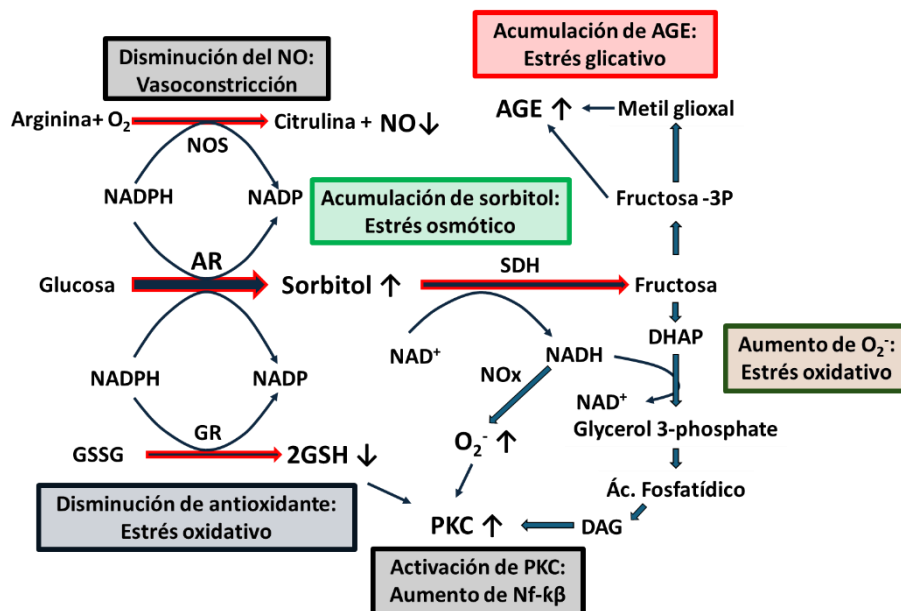 Disminución del NO:
Vasoconstricción
Acumulación de AGE:
Estrés glicativo
Arginina+ O₂
Citrulina + NO↓
NOS
AGE ↑
Metil glioxal
NADPH
NADP
Acumulación de sorbitol:
Estrés osmótico
Fructosa -3P
AR
SDH
Glucosa
Sorbitol ↑
Fructosa
DHAP
Aumento de O₂⁻:
Estrés oxidativo
NAD⁺
NADH
NADPH
NADP
NOx
NAD⁺
Glycerol 3-phosphate
GR
O₂⁻ ↑
GSSG
2GSH ↓
Ác. Fosfatídico
Disminución de antioxidante:
Estrés oxidativo
PKC ↑
DAG
Activación de PKC:
Aumento de Nf-ƙβ